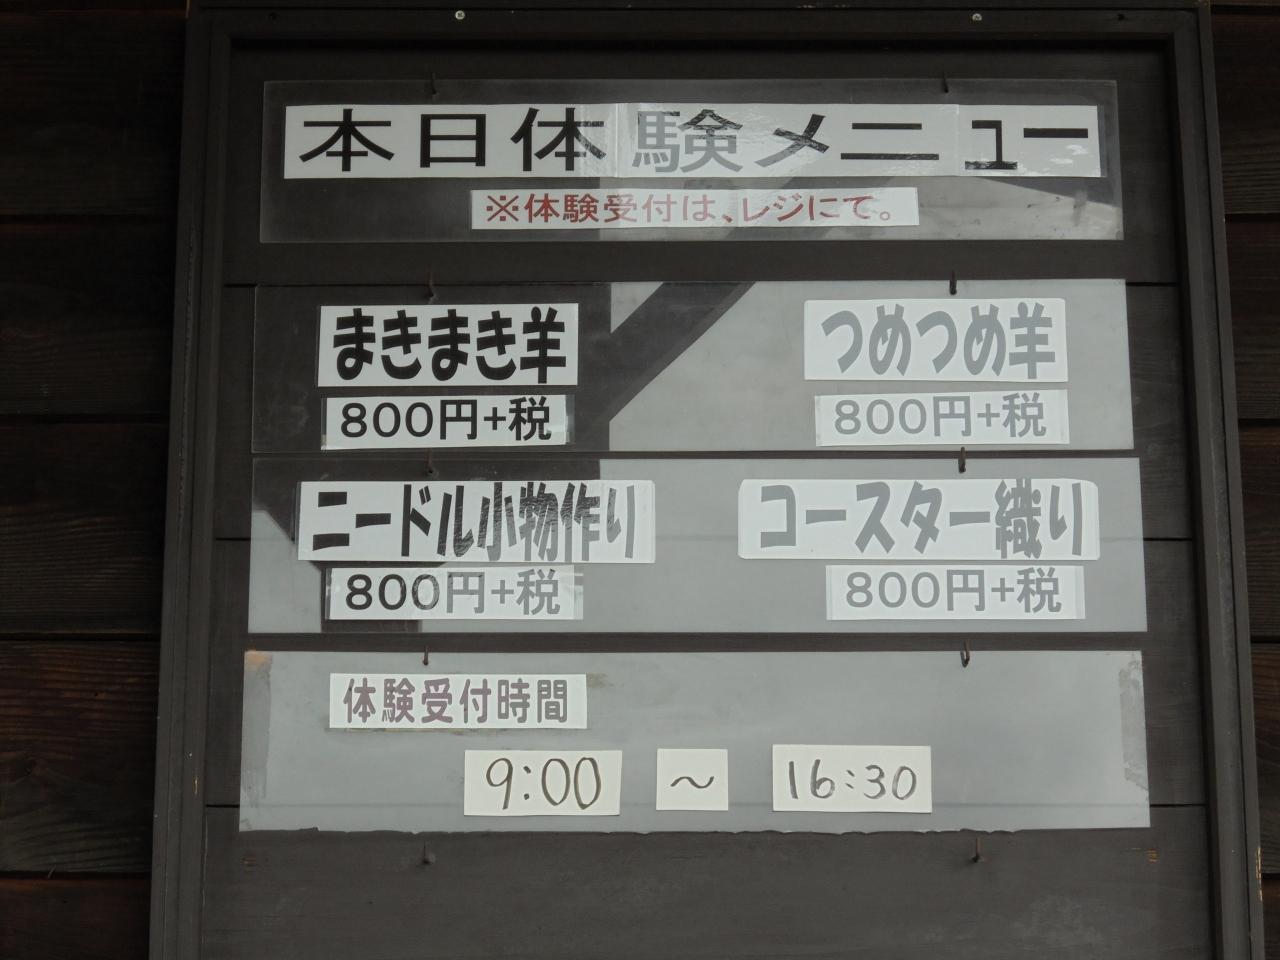 本日体験メニュー
※体験受付は、レジにて。
まきまき羊
800円+税
つめつめ羊
800円+税
ニードル小物作り
800円+税
コースター織り
800円+税
体験受付時間
9:00 ～ 16:30